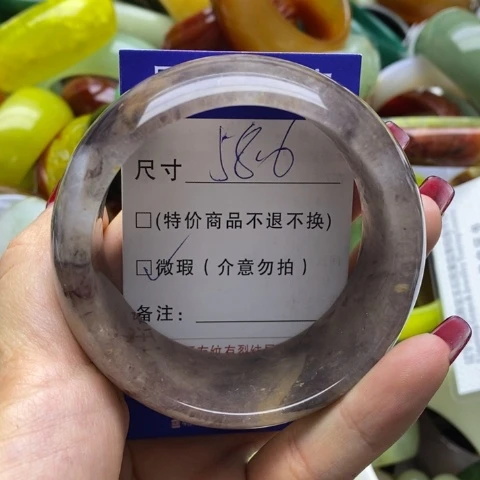 尺寸 58.6
□(特价商品不退不换)
☑微瑕(介意勿拍)
备注: